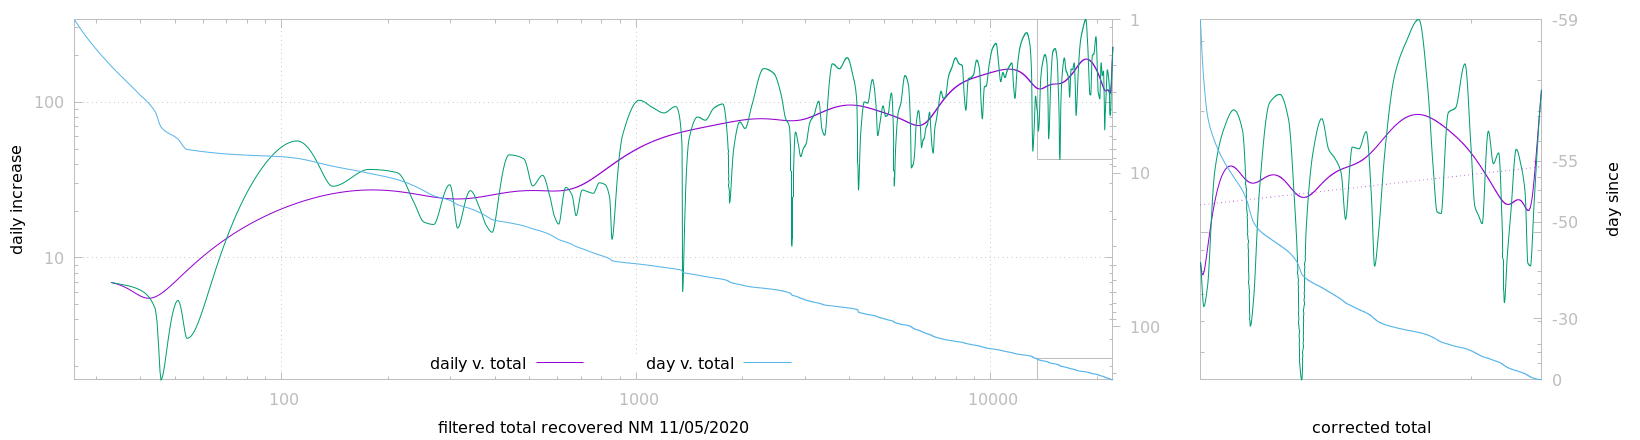 1
-59
100
daily increase
10
-55
10
day since
-50
10
100
-30
daily v. total
day v. total
0
100
1000
10000
filtered total recovered NM 11/05/2020
corrected total